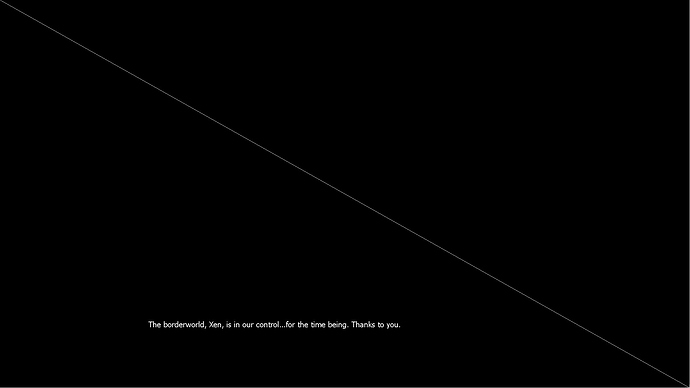 The borderworld, Xen, is in our control...for the time being. Thanks to you.